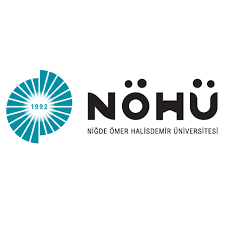 1992
NÖHÜ
NİĞDE ÖMER HALİSDEMİR ÜNİVERSİTESİ